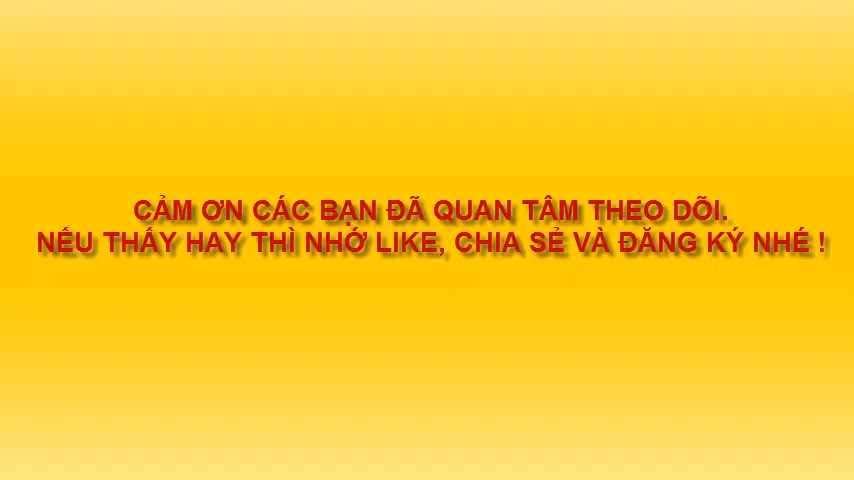 CẢM ƠN CÁC BẠN ĐÃ QUAN TÂM THEO DÕI.
NẾU THẤY HAY THÌ NHỚ LIKE, CHIA SẺ VÀ ĐĂNG KÝ NHÉ !